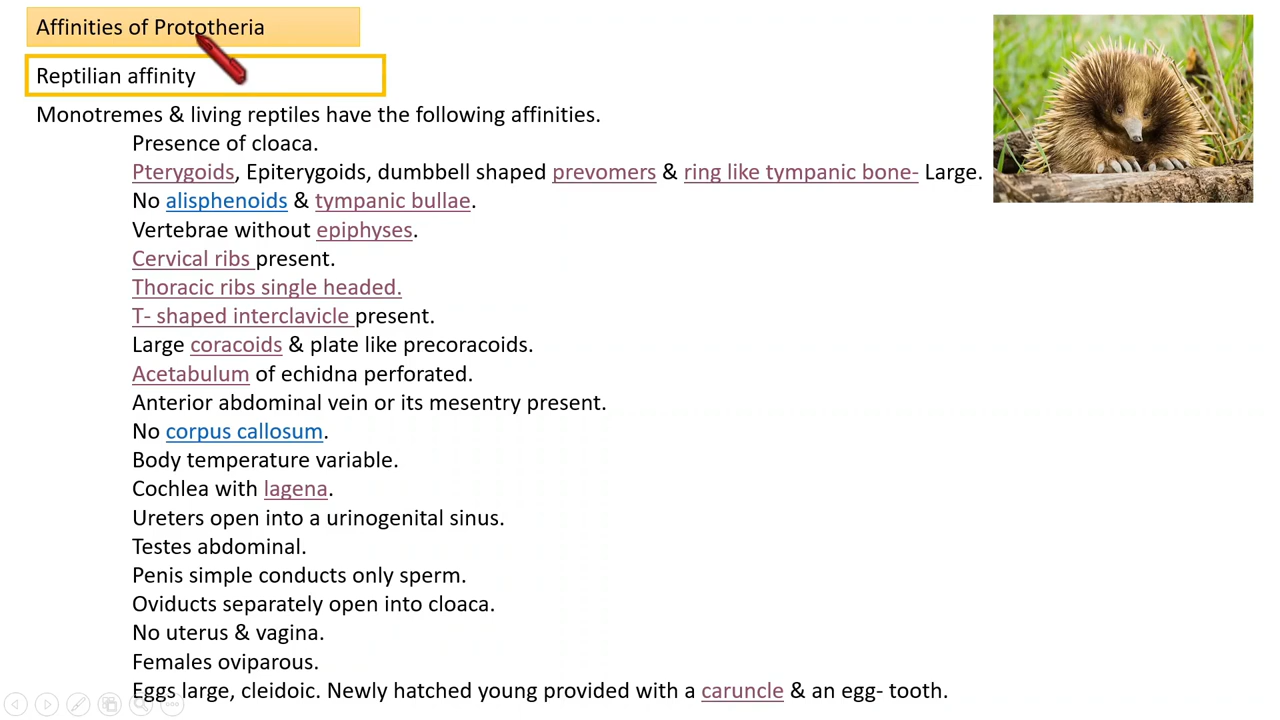 Affinities of Prototheria
Reptilian affinity
Monotremes & living reptiles have the following affinities.
Presence of cloaca.
Pterygoids, Epiterygoids, dumbbell shaped prevomers & ring like tympanic bone- Large.
No alisphenoids & tympanic bullae.
Vertebrae without epiphyses.
Cervical ribs present.
Thoracic ribs single headed.
T- shaped interclavicle present.
Large coracoids & plate like precoracoids.
Acetabulum of echidna perforated.
Anterior abdominal vein or its mesentry present.
No corpus callosum.
Body temperature variable.
Cochlea with lagena.
Ureters open into a urinogenital sinus.
Testes abdominal.
Penis simple conducts only sperm.
Oviducts separately open into cloaca.
No uterus & vagina.
Females oviparous.
Eggs large, cleidoic. Newly hatched young provided with a caruncle & an egg- tooth.